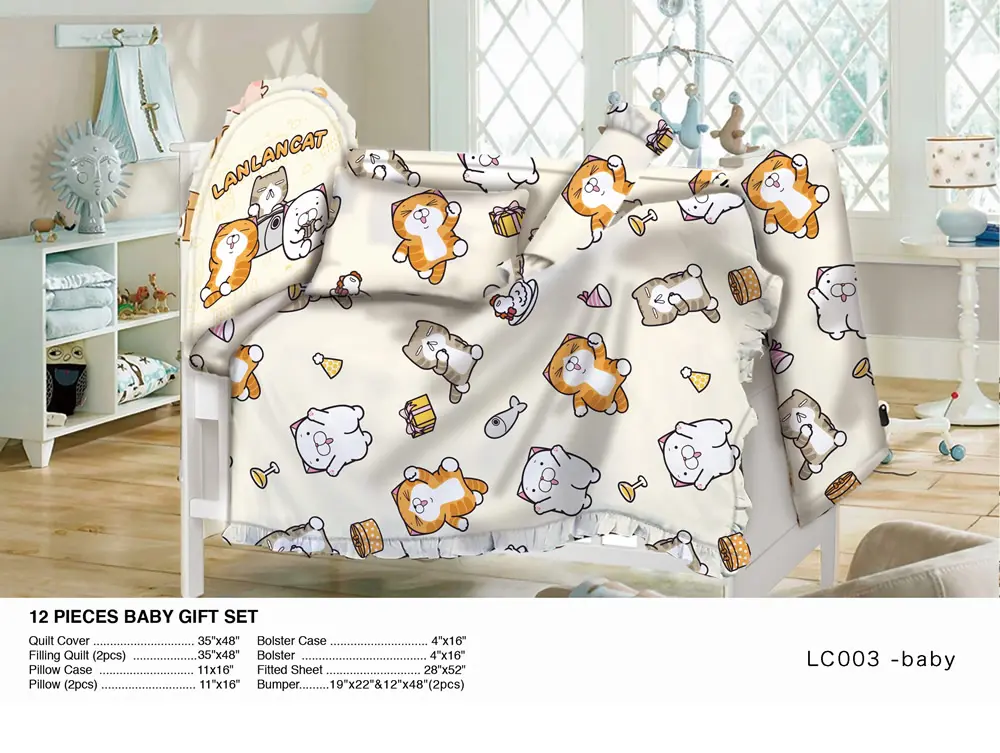 LANLANCAT
12 PIECES BABY GIFT SET
Quilt Cover .............................. 35"x48"
Filling Quilt (2pcs) ...................35"x48"
Pillow Case ............................ 11x16"
Pillow (2pcs) ............................ 11"x16"
Bolster Case ............................. 4"x16"
Bolster ..................................... 4"x16"
Fitted Sheet ............................ 28"x52"
Bumper.........19"x22"&12"x48"(2pcs)
LC003 -baby